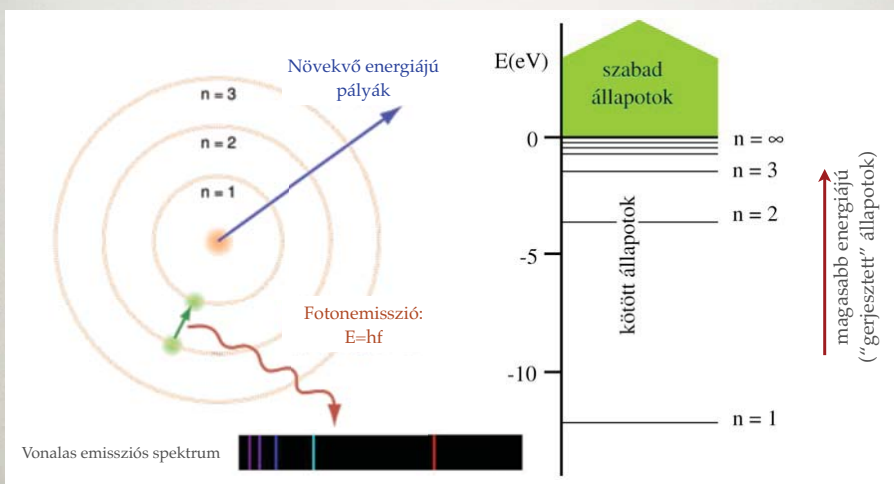 Növekvő energiájú
pályák
n = 3
n = 2
n = 1
Fotonemisszió:
E=hf
Vonalas emissziós spektrum
E(eV)
szabad
állapotok
0
-5
-10
n = ∞
n = 3
n = 2
n = 1
kötött állapotok
magasabb energiájú
("gerjesztett" állapotok)